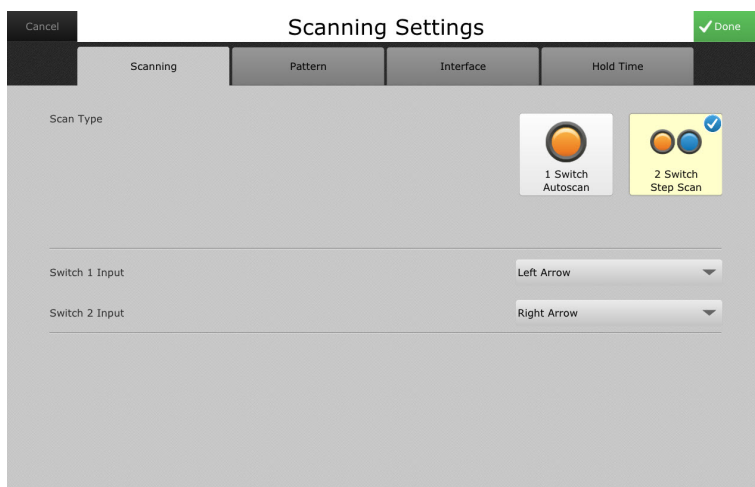 Cancel
Scanning Settings
Done
Scanning
Pattern
Interface
Hold Time
Scan Type
1 Switch
Autoscan
2 Switch
Step Scan
Switch 1 Input
Left Arrow
Switch 2 Input
Right Arrow